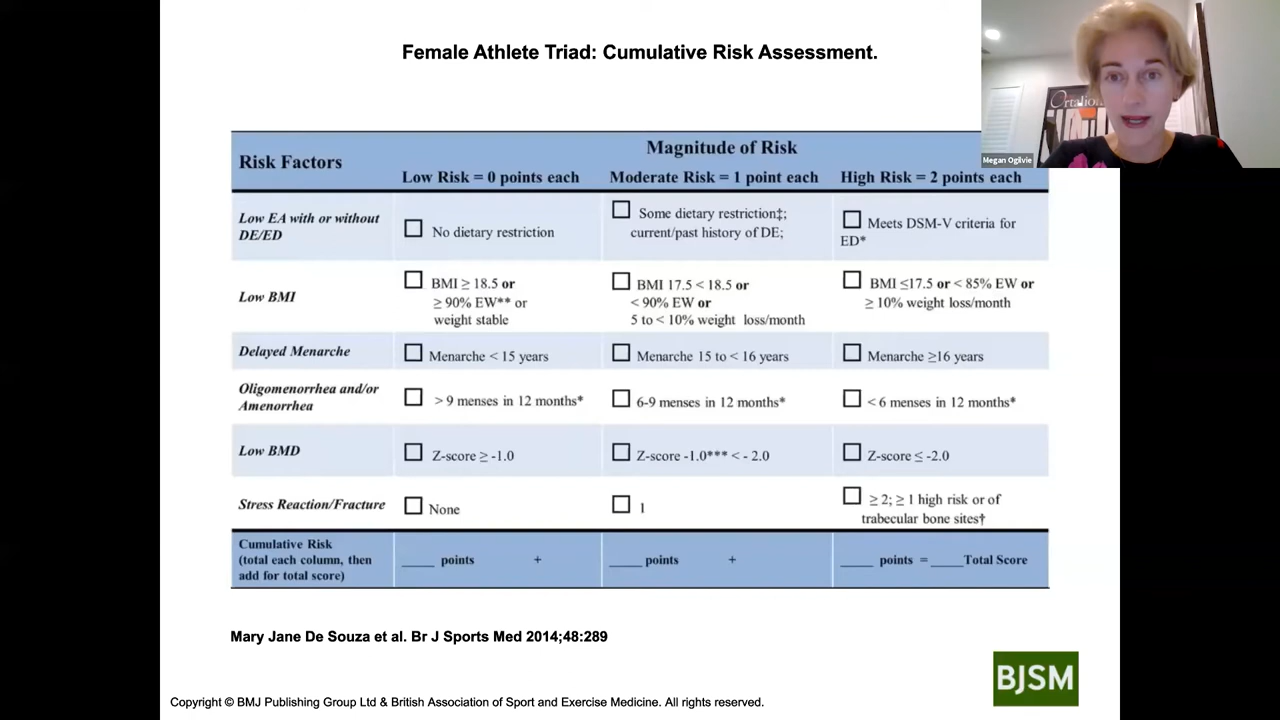 Female Athlete Triad: Cumulative Risk Assessment.
Ortalion
Megan Ogilvie
Risk Factors
Magnitude of Risk
Low Risk = 0 points each
Moderate Risk = 1 point each
High Risk = 2 points each
Low EA with or without
DE/ED
No dietary restriction
Some dietary restriction‡;
current/past history of DE;
Meets DSM-V criteria for
ED*
Low BMI
BMI ≥ 18.5 or
≥ 90% EW** or
weight stable
BMI 17.5 < 18.5 or
< 90% EW or
5 to < 10% weight loss/month
BMI ≤17.5 or < 85% EW or
≥ 10% weight loss/month
Delayed Menarche
Menarche < 15 years
Menarche 15 to < 16 years
Menarche ≥16 years
Oligomenorrhea and/or
Amenorrhea
> 9 menses in 12 months*
6-9 menses in 12 months*
< 6 menses in 12 months*
Low BMD
Z-score ≥ -1.0
Z-score -1.0*** < - 2.0
Z-score ≤ -2.0
Stress Reaction/Fracture
None
1
≥ 2; ≥ 1 high risk or of
trabecular bone sites†
Cumulative Risk
(total each column, then
add for total score)
_____ points +
_____ points +
_____ points = _____Total Score
Mary Jane De Souza et al. Br J Sports Med 2014;48:289
BJSM
Copyright © BMJ Publishing Group Ltd & British Association of Sport and Exercise Medicine. All rights reserved.